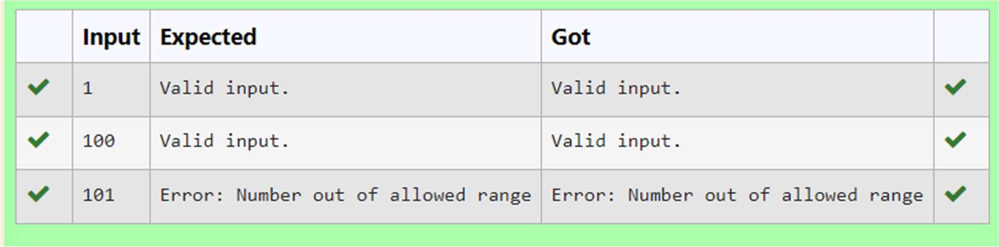 Input Expected Got
1 Valid input. Valid input.
100 Valid input. Valid input.
101 Error: Number out of allowed range Error: Number out of allowed range